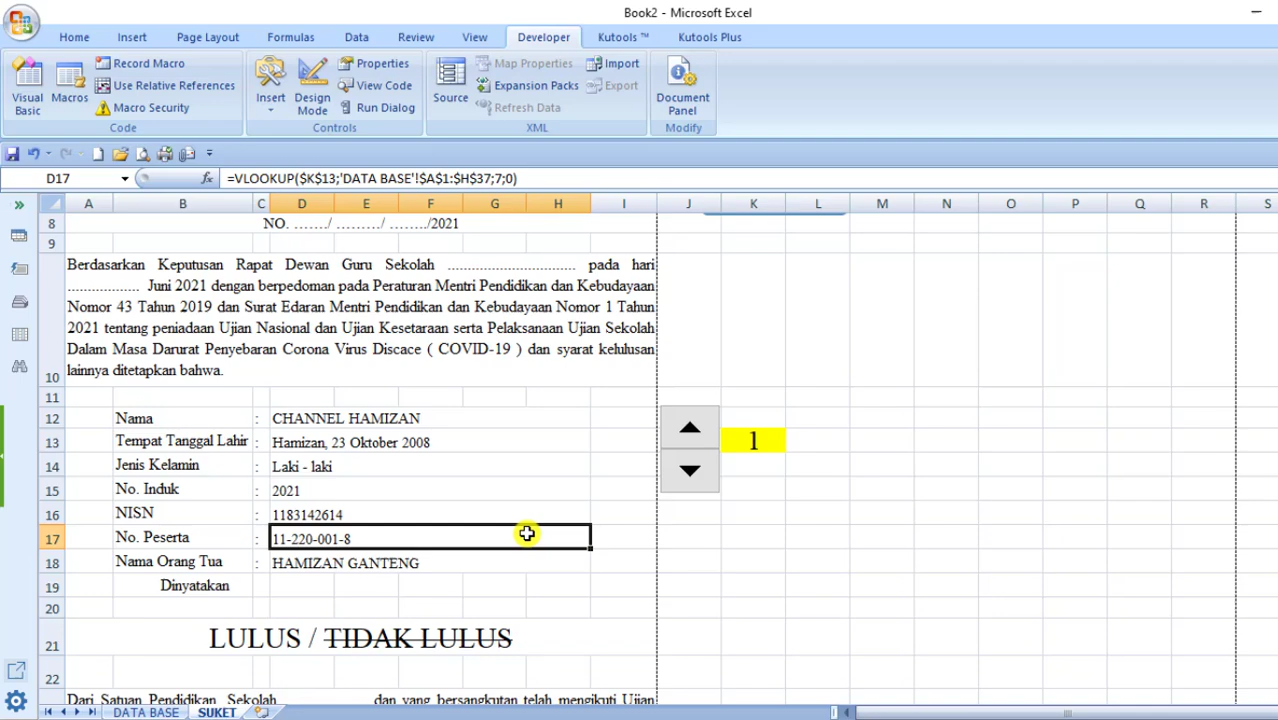 Book2 - Microsoft Excel
Home Insert Page Layout Formulas Data Review View Developer Kutools ™ Kutools Plus
Visual Basic
Macros
Record Macro
Use Relative References
Macro Security
Code
Insert
Design Mode
Properties
View Code
Run Dialog
Controls
Source
Map Properties
Expansion Packs
Refresh Data
Import
Export
XML
Document Panel
Modify
D17 fx =VLOOKUP($K$13;'DATA BASE'!$A$1:$H$37;7;0)
A B C D E F G H I J K L M N O P Q R S
8 NO. ……./ ………/ ……../2021
9
Berdasarkan Keputusan Rapat Dewan Guru Sekolah ................................ pada hari
.................. Juni 2021 dengan berpedoman pada Peraturan Mentri Pendidikan dan Kebudayaan
Nomor 43 Tahun 2019 dan Surat Edaran Mentri Pendidikan dan Kebudayaan Nomor 1 Tahun
2021 tentang peniadaan Ujian Nasional dan Ujian Kesetaraan serta Pelaksanaan Ujian Sekolah
Dalam Masa Darurat Penyebaran Corona Virus Discace ( COVID-19 ) dan syarat kelulusan
10 lainnya ditetapkan bahwa.
11
12 Nama : CHANNEL HAMIZAN
13 Tempat Tanggal Lahir : Hamizan, 23 Oktober 2008 1
14 Jenis Kelamin : Laki - laki
15 No. Induk : 2021
16 NISN : 1183142614
17 No. Peserta : 11-220-001-8
18 Nama Orang Tua : HAMIZAN GANTENG
19 Dinyatakan
20
21 LULUS / TIDAK LULUS
22
Dari Satuan Pendidikan Sekolah dan yang bersangkutan telah mengikuti Ujian
DATA BASE SUKET